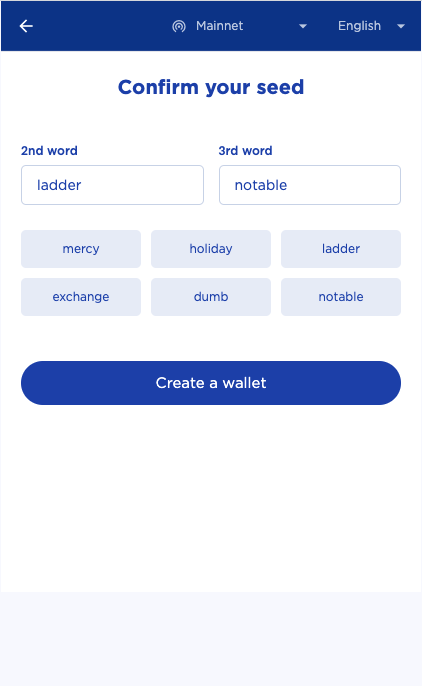 Mainnet English
Confirm your seed
2nd word 3rd word
ladder notable
mercy holiday ladder
exchange dumb notable
Create a wallet